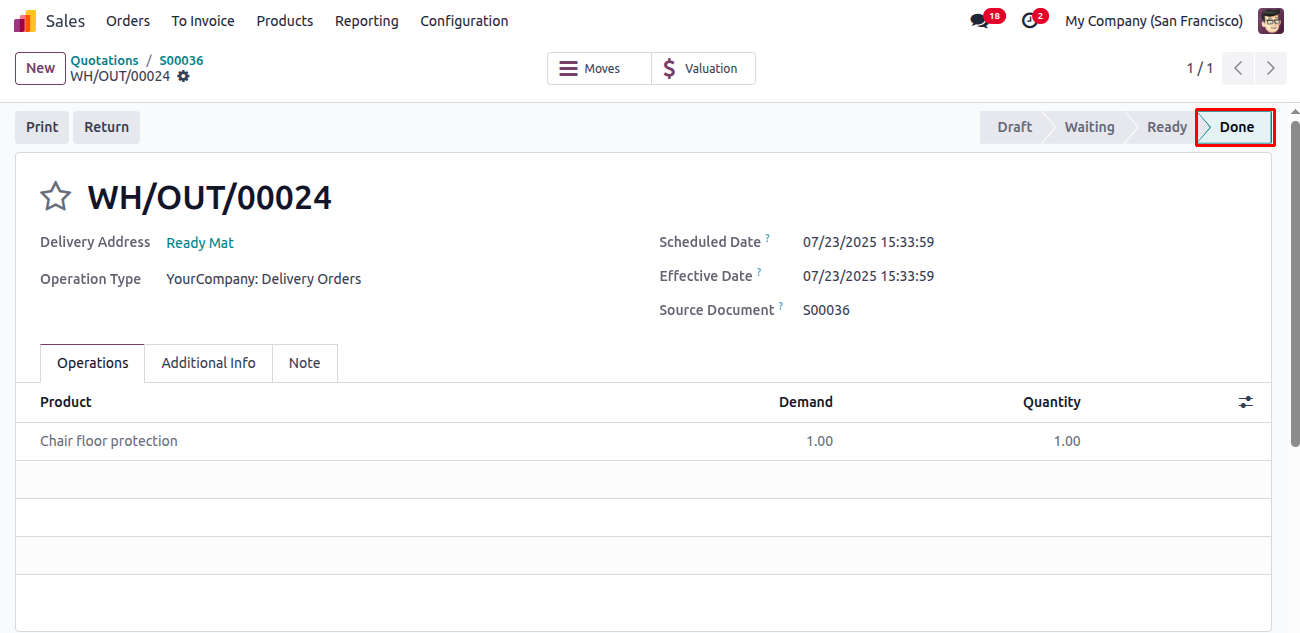 Sales Orders To Invoice Products Reporting Configuration 18 2 My Company (San Francisco)
New Quotations / S00036 Moves Valuation 1 / 1
WH/OUT/00024
Print Return Draft Waiting Ready Done
WH/OUT/00024
Delivery Address Ready Mat Scheduled Date ? 07/23/2025 15:33:59
Operation Type YourCompany: Delivery Orders Effective Date ? 07/23/2025 15:33:59
Source Document ? S00036
Operations Additional Info Note
Product Demand Quantity
Chair floor protection 1.00 1.00